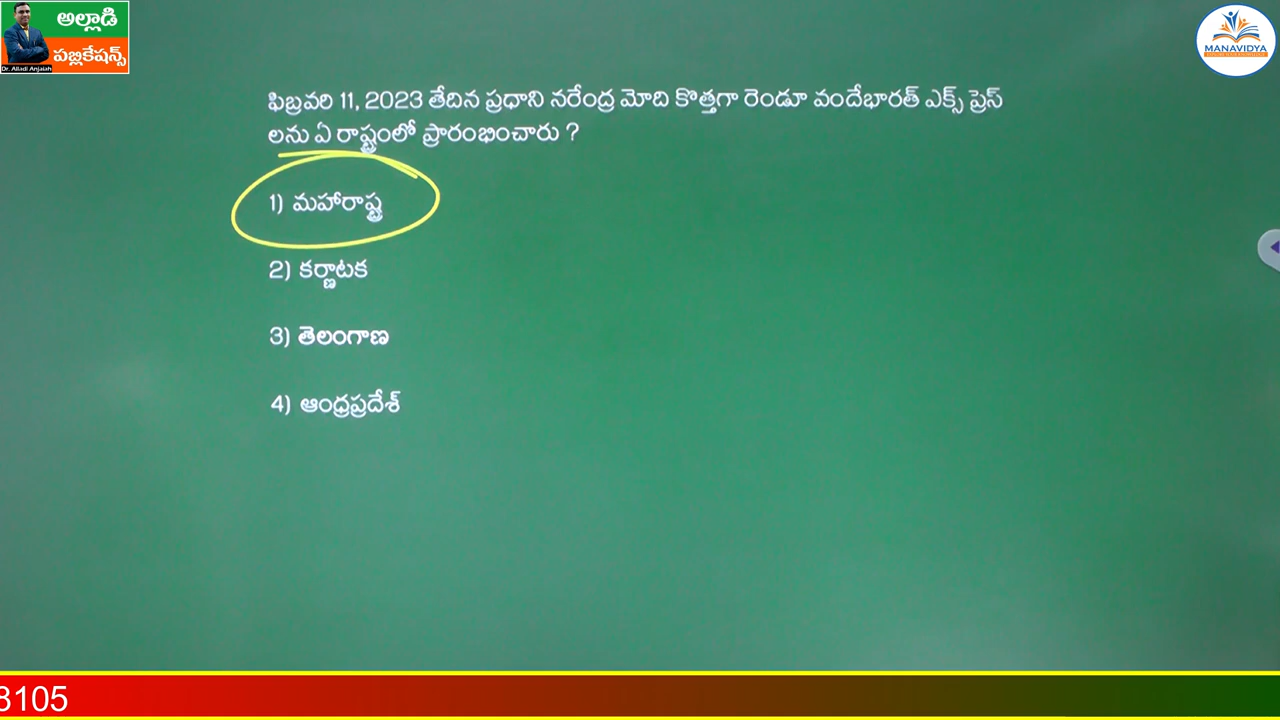 అల్లాడి
పబ్లికేషన్స్
Dr. Alladi Anjaiah
MANAVIDYA
ఫిబ్రవరి 11, 2023 తేదిన ప్రధాని నరేంద్ర మోది కొత్తగా రెండూ వందేభారత్ ఎక్స్ ప్రెస్
లను ఏ రాష్ట్రంలో ప్రారంభించారు ?
1) మహారాష్ట్ర
2) కర్ణాటక
3) తెలంగాణ
4) ఆంధ్రప్రదేశ్
8105